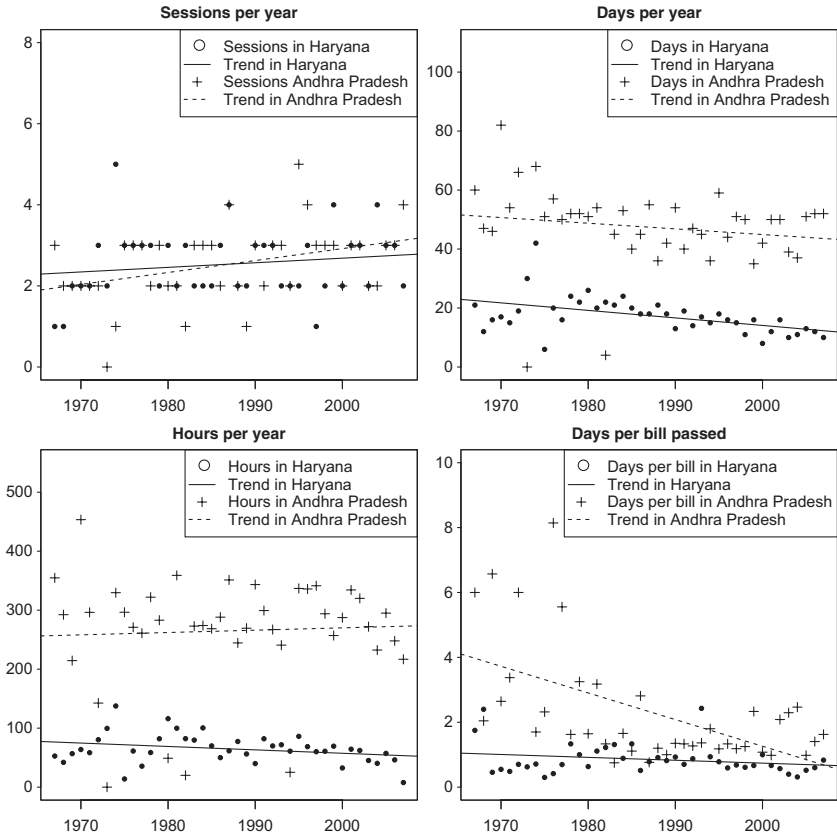 Sessions per year
Sessions in Haryana
Trend in Haryana
Sessions Andhra Pradesh
Trend in Andhra Pradesh
8
6
4
2
0
1970 1980 1990 2000
Days per year
Days in Haryana
Trend in Haryana
Days in Andhra Pradesh
Trend in Andhra Pradesh
100
80
60
40
20
0
1970 1980 1990 2000
Hours per year
Hours in Haryana
Trend in Haryana
Hours in Andhra Pradesh
Trend in Andhra Pradesh
500
400
300
200
100
0
1970 1980 1990 2000
Days per bill passed
Days per bill in Haryana
Trend in Haryana
Days per bill in Andhra Pradesh
Trend in Andhra Pradesh
10
8
6
4
2
0
1970 1980 1990 2000